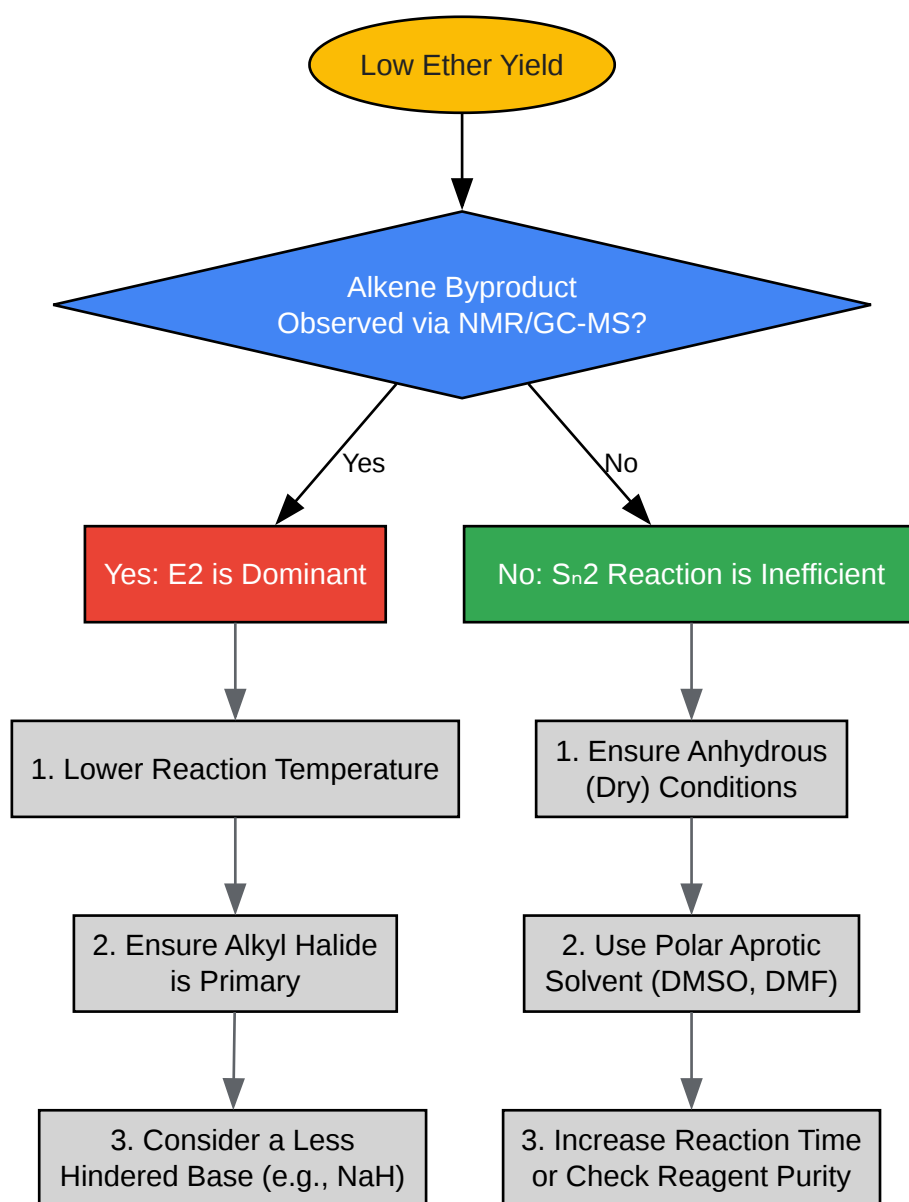 Low Ether Yield
Alkene Byproduct
Observed via NMR/GC-MS?
Yes
No
Yes: E2 is Dominant
No: Sₙ2 Reaction is Inefficient
1. Lower Reaction Temperature
1. Ensure Anhydrous
(Dry) Conditions
2. Ensure Alkyl Halide
is Primary
2. Use Polar Aprotic
Solvent (DMSO, DMF)
3. Consider a Less
Hindered Base (e.g., NaH)
3. Increase Reaction Time
or Check Reagent Purity